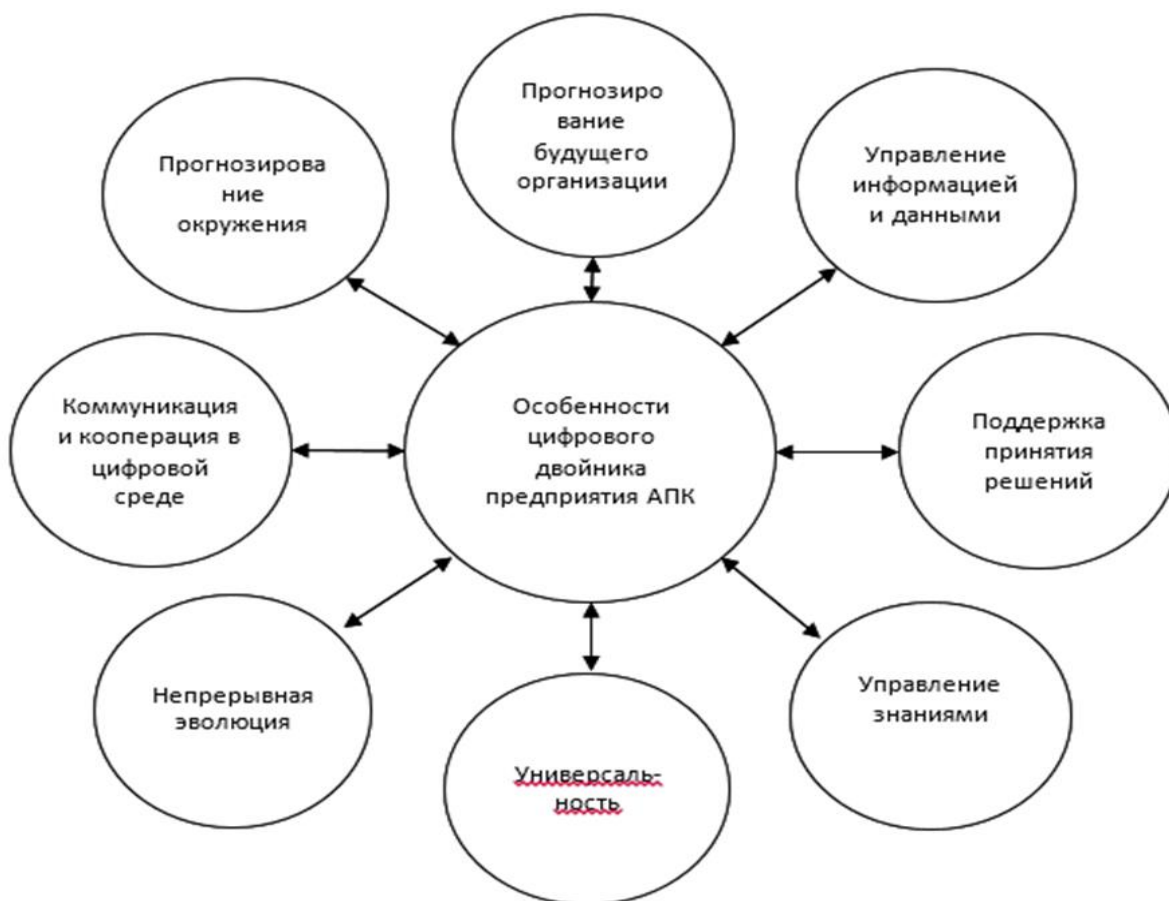 Прогнозиро
вание
будущего
организации
Прогнозирова
ние
окружения
Управление
информацией
и данными
Коммуникация
и кооперация в
цифровой
среде
Особенности
цифрового
двойника
предприятия АПК
Поддержка
принятия
решений
Непрерывная
эволюция
Управление
знаниями
Универсаль-
ность